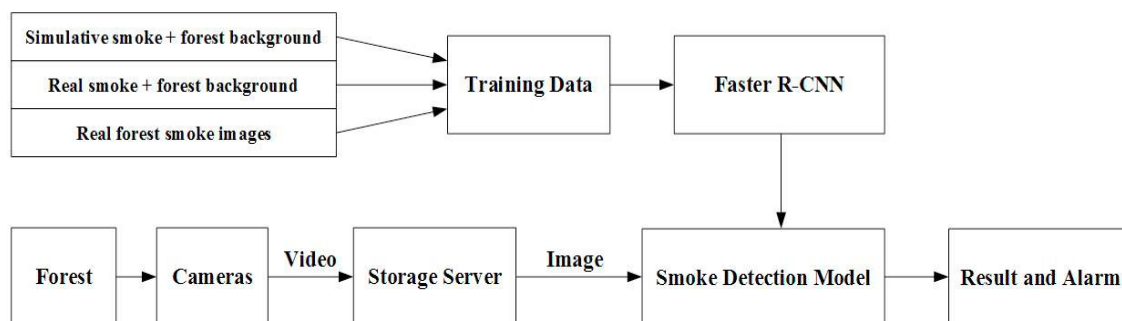 Simulative smoke + forest background
Real smoke + forest background
Real forest smoke images
Training Data
Faster R-CNN
Forest
Cameras
Video
Storage Server
Image
Smoke Detection Model
Result and Alarm